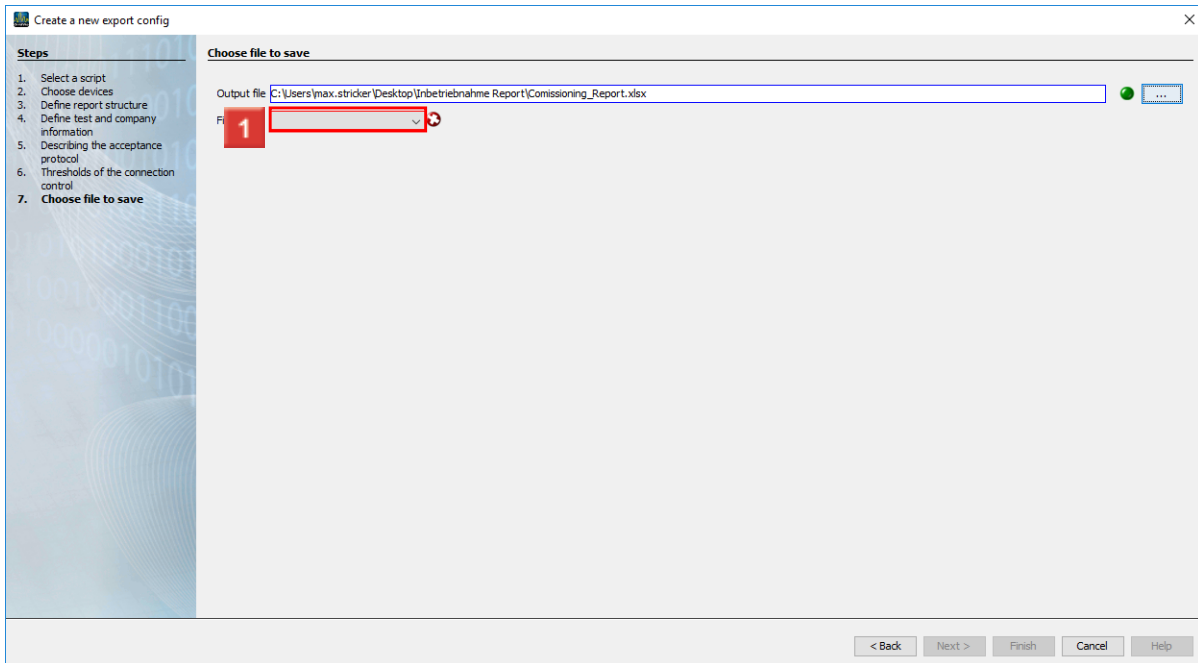 Create a new export config
Steps
1. Select a script
2. Choose devices
3. Define report structure
4. Define test and company
information
5. Describing the acceptance
protocol
6. Thresholds of the connection
control
7. Choose file to save
Choose file to save
Output file C:\Users\max.stricker\Desktop\Inbetriebnahme Report\Comissioning_Report.xlsx
...
1
< Back Next > Finish Cancel Help